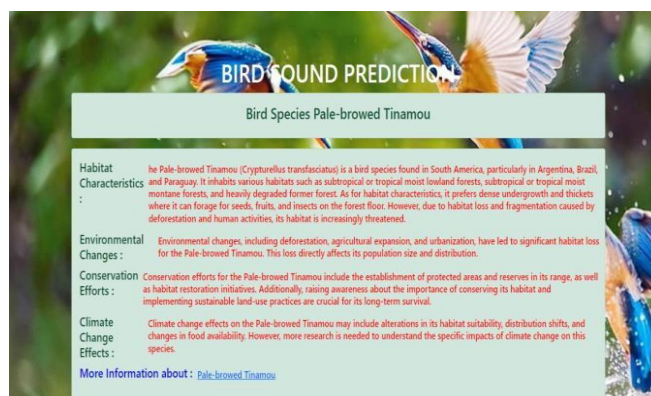 BIRD SOUND PREDICTION
Bird Species Pale-browed Tinamou
Habitat
Characteristics
:
he Pale-browed Tinamou (Crypturellus transfasciatus) is a bird species found in South America, particularly in Argentina, Brazil,
and Paraguay. It inhabits various habitats such as subtropical or tropical moist lowland forests, subtropical or tropical moist
montane forests, and heavily degraded former forest. As for habitat characteristics, it prefers dense undergrowth and thickets
where it can forage for seeds, fruits, and insects on the forest floor. However, due to habitat loss and fragmentation caused by
deforestation and human activities, its habitat is increasingly threatened.
Environmental
Changes :
Environmental changes, including deforestation, agricultural expansion, and urbanization, have led to significant habitat loss
for the Pale-browed Tinamou. This loss directly affects its population size and distribution.
Conservation
Efforts :
Conservation efforts for the Pale-browed Tinamou include the establishment of protected areas and reserves in its range, as well
as habitat restoration initiatives. Additionally, raising awareness about the importance of conserving its habitat and
implementing sustainable land-use practices are crucial for its long-term survival.
Climate
Change
Effects :
Climate change effects on the Pale-browed Tinamou may include alterations in its habitat suitability, distribution shifts, and
changes in food availability. However, more research is needed to understand the specific impacts of climate change on this
species.
More Information about : Pale-browed Tinamou